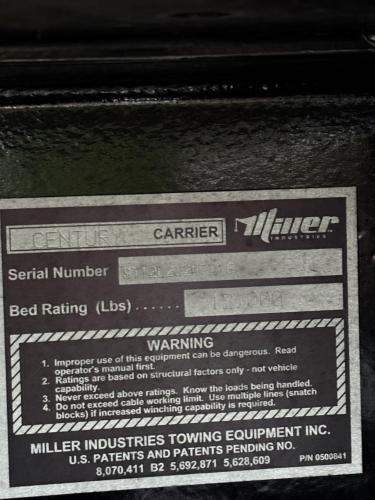 CENTURY CARRIER Miller INDUSTRIES
Serial Number
Bed Rating (Lbs) ......
WARNING
1. Improper use of this equipment can be dangerous. Read
operator's manual first.
2. Ratings are based on structural factors only - not vehicle
capability.
3. Never exceed above ratings. Know the loads being handled.
4. Do not exceed cable working limit. Use multiple lines (snatch
blocks) if increased winching capability is required.
MILLER INDUSTRIES TOWING EQUIPMENT INC.
U.S. PATENTS AND PATENTS PENDING NO.
8,070,411 B2 5,692,871 5,628,609
P/N 0500841